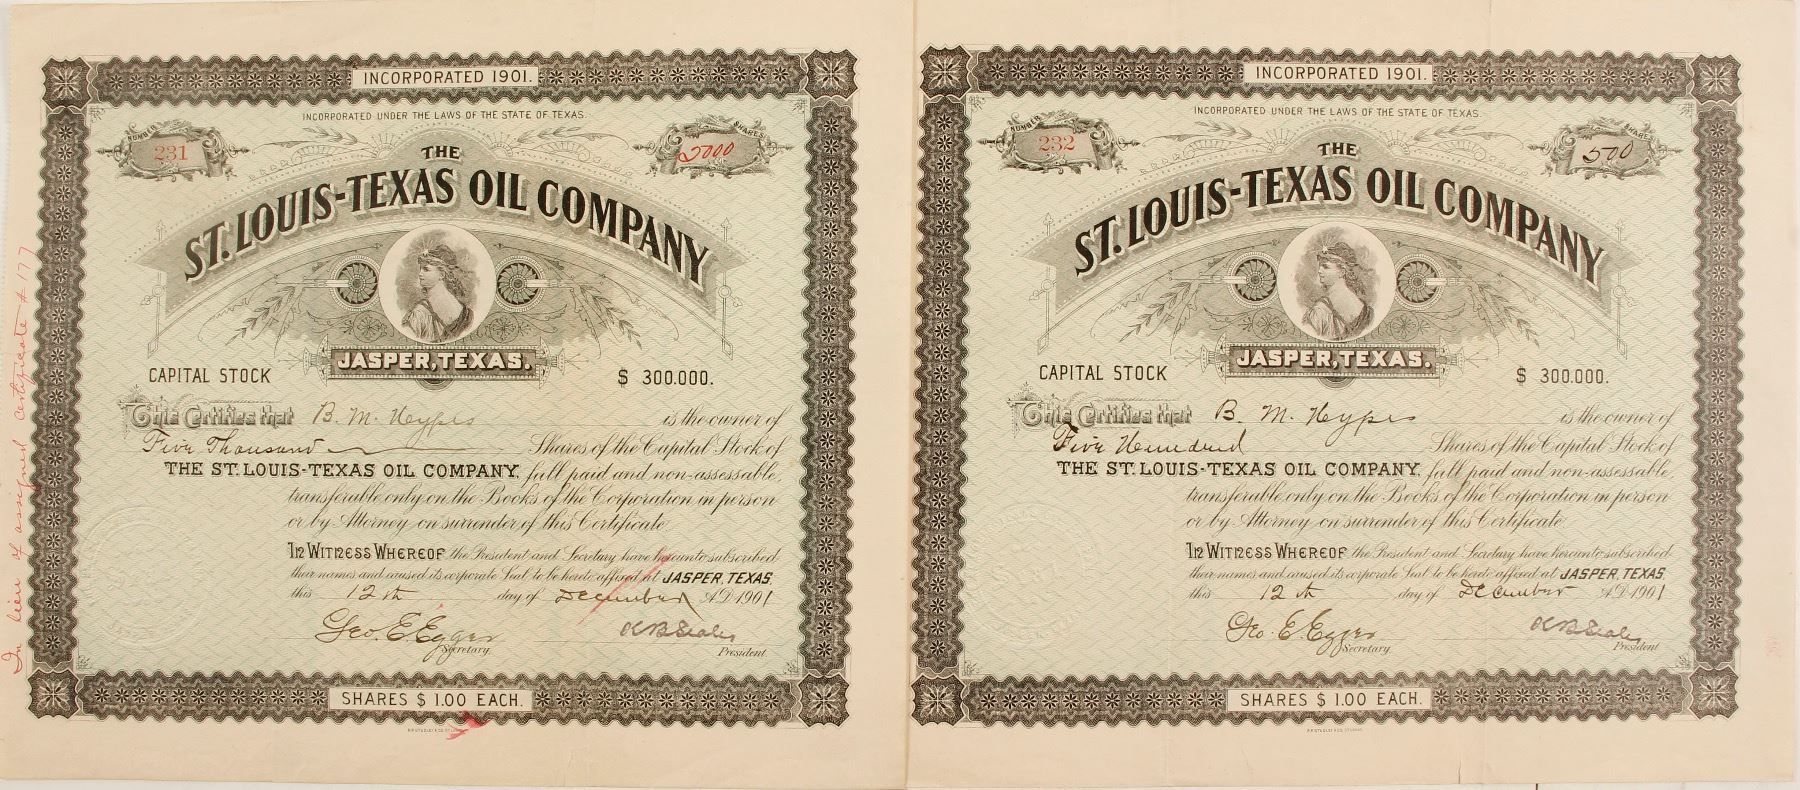 INCORPORATED 1901.
INCORPORATED UNDER THE LAWS OF THE STATE OF TEXAS.
NUMBER
231
SHARES
5000
THE
ST. LOUIS-TEXAS OIL COMPANY
JASPER, TEXAS.
CAPITAL STOCK
$ 300.000.
This Certifies that B. M. Heypes is the owner of
Five Thousand Shares of the Capital Stock of
THE ST. LOUIS-TEXAS OIL COMPANY, full paid and non-assessable,
transferable only on the Books of the Corporation in person
or by Attorney on surrender of this Certificate.
In Witness Whereof the President and Secretary have hereunto subscribed
their names and caused its corporate Seal to be hereto affixed at JASPER, TEXAS,
this 12th day of December A.D. 1901
Geo. E. Egger
Secretary.
President.
SHARES $ 1.00 EACH.
In lieu of assigned certificate # 177
INCORPORATED 1901.
INCORPORATED UNDER THE LAWS OF THE STATE OF TEXAS.
NUMBER
232
SHARES
500
THE
ST. LOUIS-TEXAS OIL COMPANY
JASPER, TEXAS.
CAPITAL STOCK
$ 300.000.
This Certifies that B. M. Heypes is the owner of
Five Hundred Shares of the Capital Stock of
THE ST. LOUIS-TEXAS OIL COMPANY, full paid and non-assessable,
transferable only on the Books of the Corporation in person
or by Attorney on surrender of this Certificate.
In Witness Whereof the President and Secretary have hereunto subscribed
their names and caused its corporate Seal to be hereto affixed at JASPER, TEXAS,
this 12th day of December A.D. 1901
Geo. E. Egger
Secretary.
President.
SHARES $ 1.00 EACH.